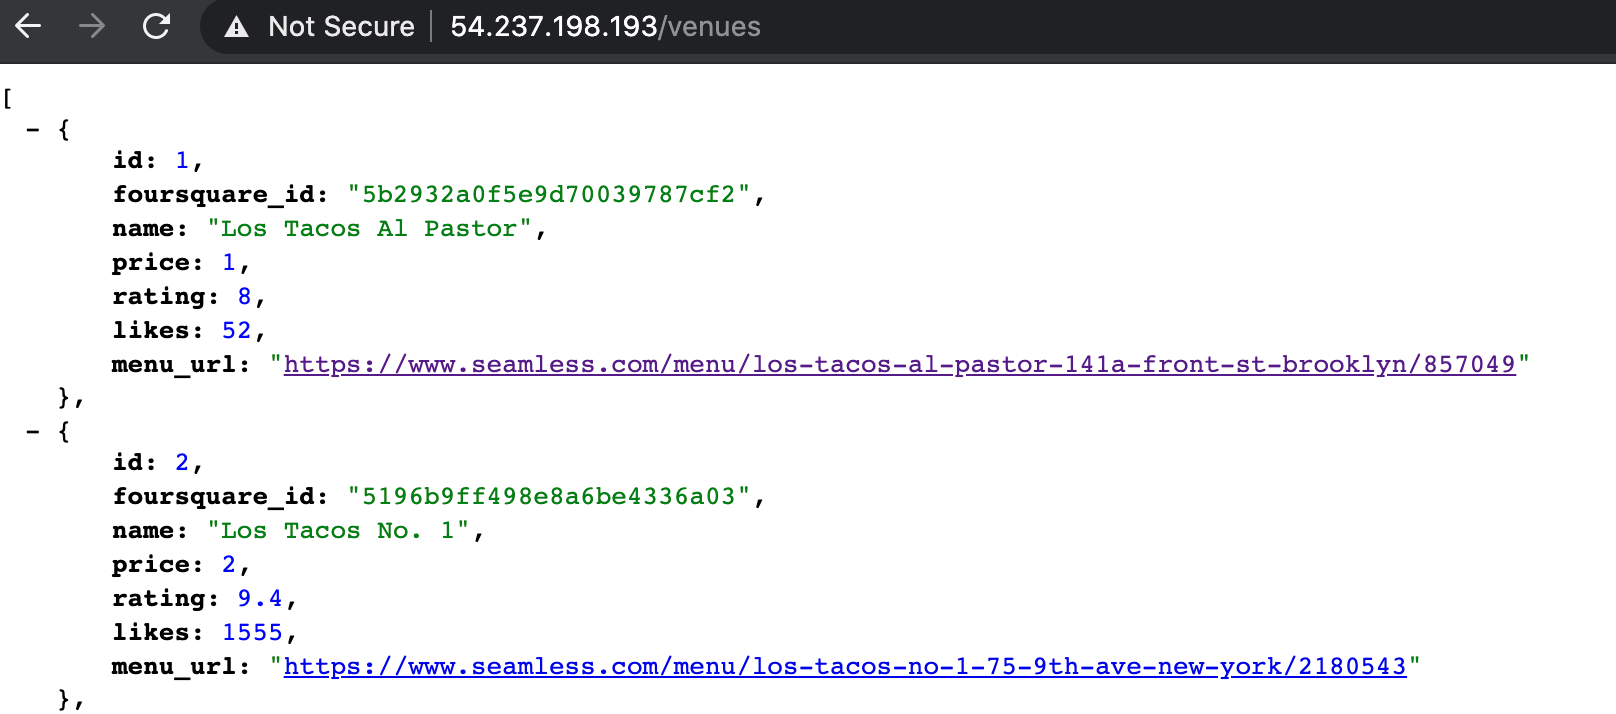 Not Secure 54.237.198.193/venues
[
- {
id: 1,
foursquare_id: "5b2932a0f5e9d70039787cf2",
name: "Los Tacos Al Pastor",
price: 1,
rating: 8,
likes: 52,
menu_url: "https://www.seamless.com/menu/los-tacos-al-pastor-141a-front-st-brooklyn/857049"
},
- {
id: 2,
foursquare_id: "5196b9ff498e8a6be4336a03",
name: "Los Tacos No. 1",
price: 2,
rating: 9.4,
likes: 1555,
menu_url: "https://www.seamless.com/menu/los-tacos-no-1-75-9th-ave-new-york/2180543"
},